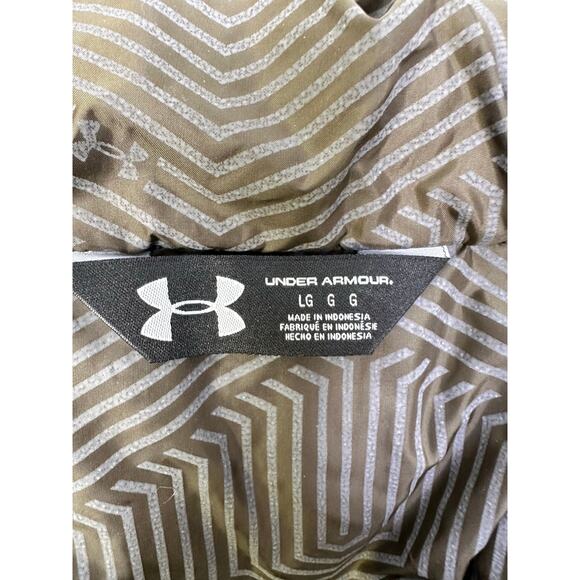 UNDER ARMOUR.
LG G G
MADE IN INDONESIA
FABRIQUÉ EN INDONÉSIE
HECHO EN INDONESIA